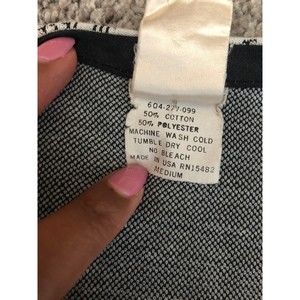 604-277-099
50% COTTON
50% POLYESTER
MACHINE WASH COLD
TUMBLE DRY COOL
NO BLEACH
MADE IN USA RN15482
MEDIUM